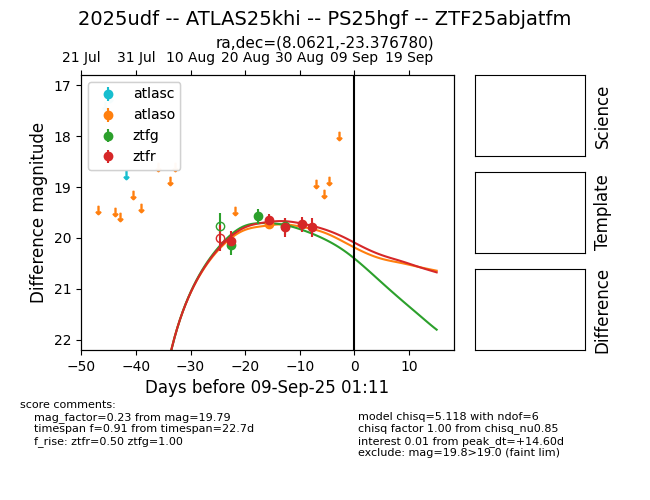 2025udf -- ATLAS25khi -- PS25hgf -- ZTF25abjatfm
ra,dec=(8.0621,-23.376780)
21 Jul 31 Jul 10 Aug 20 Aug 30 Aug 09 Sep 19 Sep
17
18
19
20
21
22
Difference magnitude
atlasc
atlaso
ztfg
ztfr
−50 −40 −30 −20 −10 0 10
Days before 09-Sep-25 01:11
Science
Template
Difference
score comments:
mag_factor=0.23 from mag=19.79
timespan f=0.91 from timespan=22.7d
f_rise: ztfr=0.50 ztfg=1.00
model chisq=5.118 with ndof=6
chisq factor 1.00 from chisq_nu0.85
interest 0.01 from peak_dt=+14.60d
exclude: mag=19.8>19.0 (faint lim)